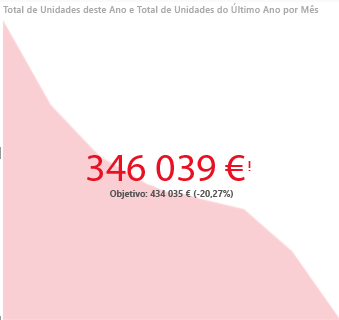 Total de Unidades deste Ano e Total de Unidades do Último Ano por Mês
346 039 €!
Objetivo: 434 035 € (-20,27%)